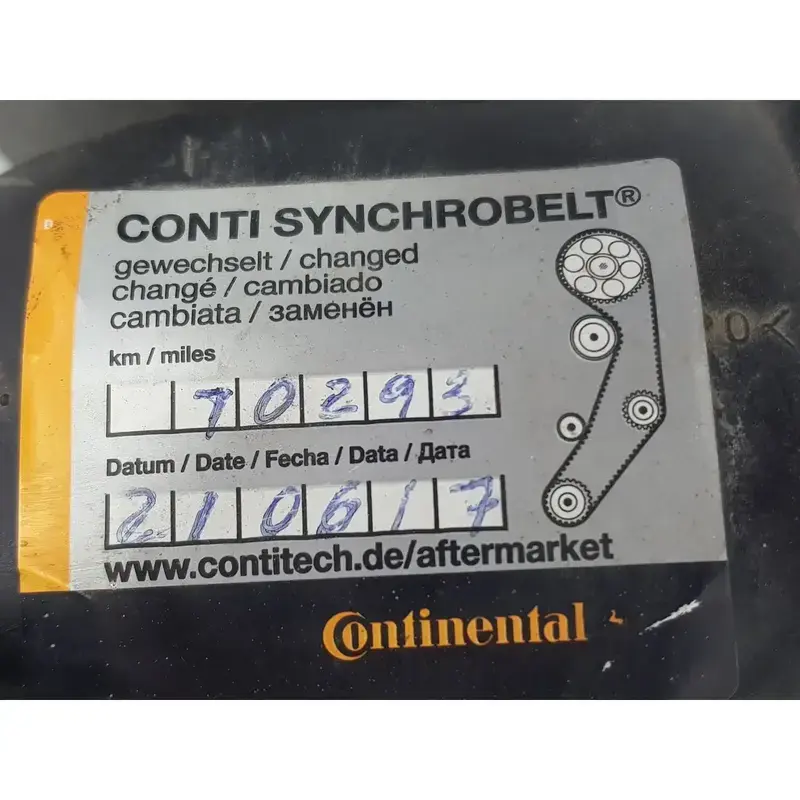 CONTI SYNCHROBELT®
gewechselt / changed
changé / cambiado
cambiata / заменён
km / miles
70293
Datum / Date / Fecha / Data / Дата
210617
www.contitech.de/aftermarket
Continental